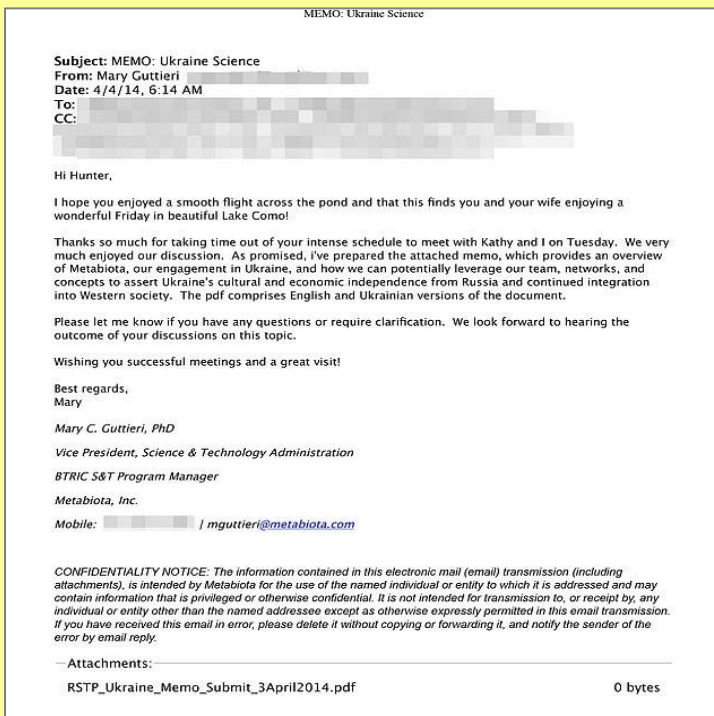 MEMO: Ukraine Science
Subject: MEMO: Ukraine Science
From: Mary Guttieri
Date: 4/4/14, 6:14 AM
To:
CC:
Hi Hunter,
I hope you enjoyed a smooth flight across the pond and that this finds you and your wife enjoying a
wonderful Friday in beautiful Lake Como!
Thanks so much for taking time out of your intense schedule to meet with Kathy and I on Tuesday. We very
much enjoyed our discussion. As promised, i've prepared the attached memo, which provides an overview
of Metabiota, our engagement in Ukraine, and how we can potentially leverage our team, networks, and
concepts to assert Ukraine's cultural and economic independence from Russia and continued integration
into Western society. The pdf comprises English and Ukrainian versions of the document.
Please let me know if you have any questions or require clarification. We look forward to hearing the
outcome of your discussions on this topic.
Wishing you successful meetings and a great visit!
Best regards,
Mary
Mary C. Guttieri, PhD
Vice President, Science & Technology Administration
BTRIC S&T Program Manager
Metabiota, Inc.
Mobile: | mguttieri@metabiota.com
CONFIDENTIALITY NOTICE: The information contained in this electronic mail (email) transmission (including
attachments), is intended by Metabiota for the use of the named individual or entity to which it is addressed and may
contain information that is privileged or otherwise confidential. It is not intended for transmission to, or receipt by, any
individual or entity other than the named addressee except as otherwise expressly permitted in this email transmission.
If you have received this email in error, please delete it without copying or forwarding it, and notify the sender of the
error by email reply.
Attachments:
RSTP_Ukraine_Memo_Submit_3April2014.pdf 0 bytes